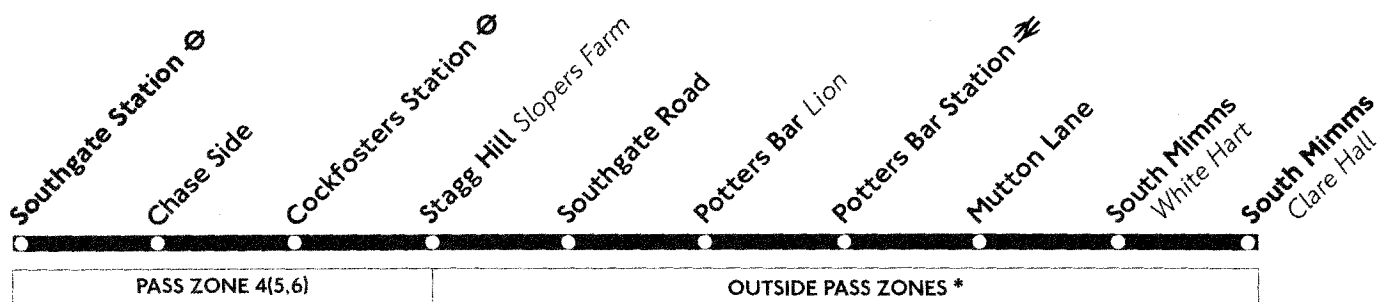 Southgate Station
Chase Side
Cockfosters Station
Stagg Hill Slopers Farm
Southgate Road
Potters Bar Lion
Potters Bar Station
Mutton Lane
South Mimms
White Hart
South Mimms
Clare Hall
PASS ZONE 4(5,6)
OUTSIDE PASS ZONES *